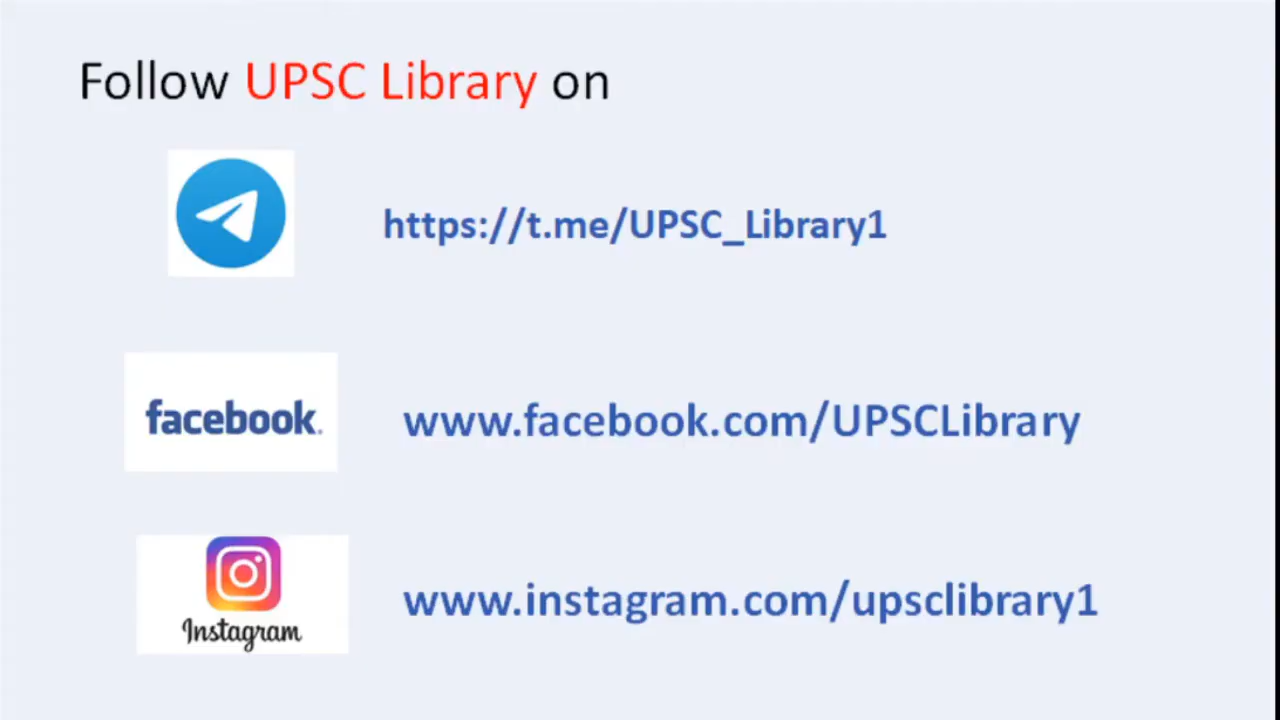 Follow UPSC Library on
https://t.me/UPSC_Library1
facebook.
www.facebook.com/UPSCLibrary
Instagram
www.instagram.com/upsclibrary1